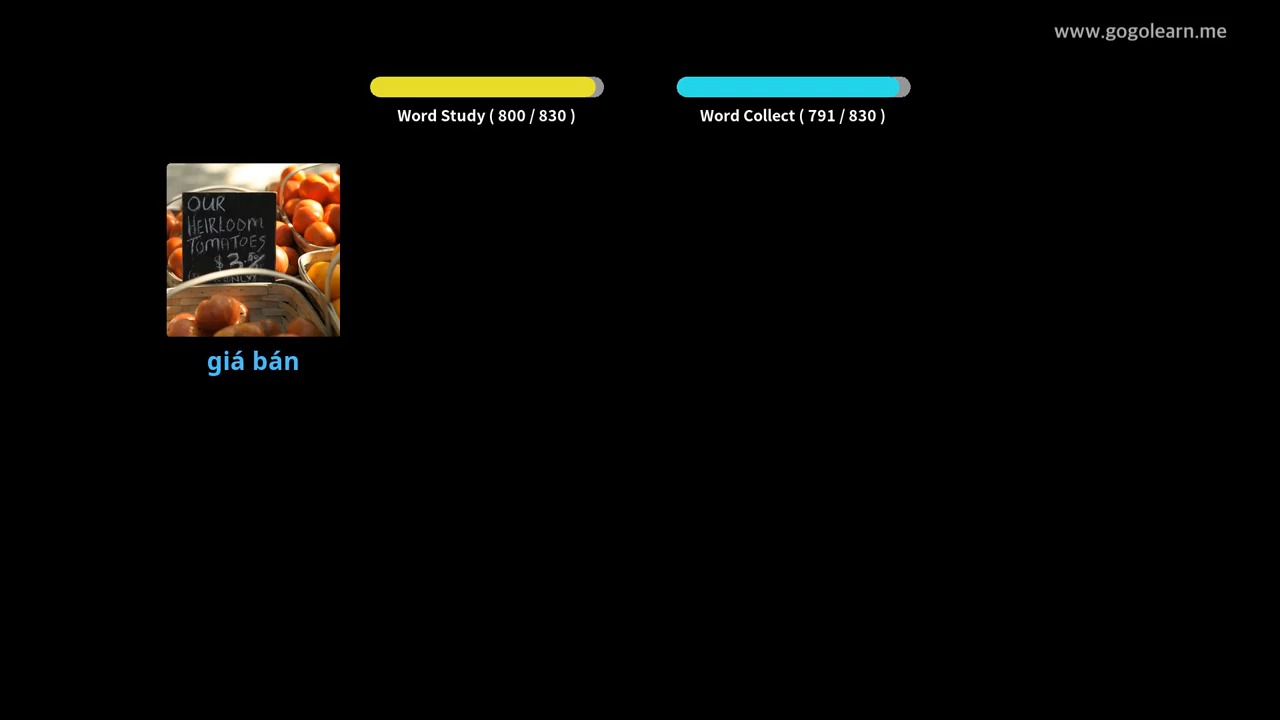 www.gogolearn.me
Word Study ( 800 / 830 )
Word Collect ( 791 / 830 )
OUR
HEIRLOOM
TOMATOES
giá bán